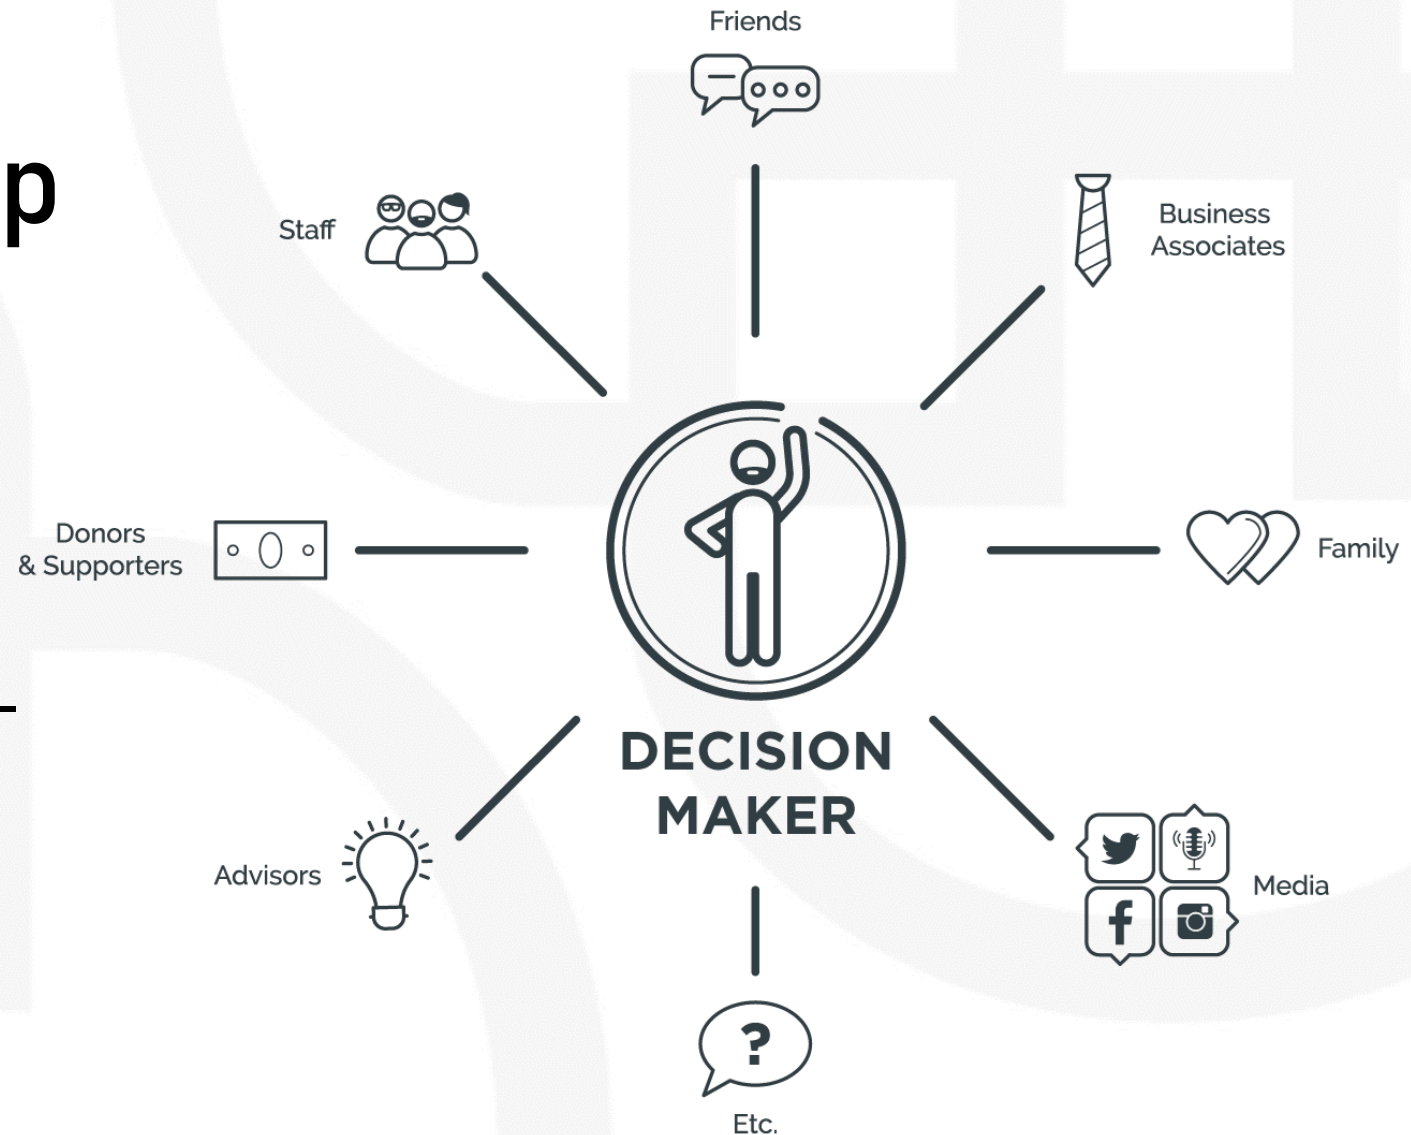 Friends
p
Staff
Business
Associates
Donors
& Supporters
Family
DECISION
MAKER
Advisors
Media
?
Etc.